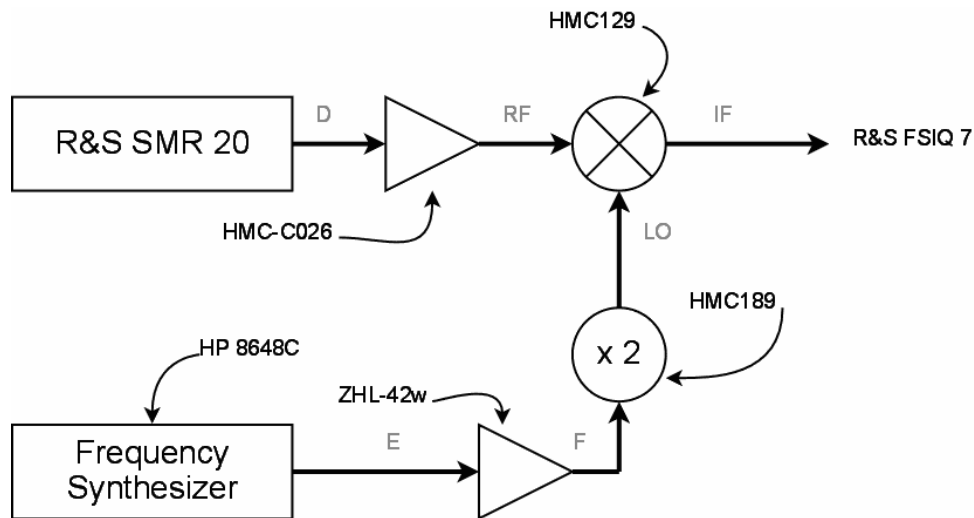 HMC129
D
RF
IF
R&S SMR 20
R&S FSIQ 7
HMC-C026
LO
HMC189
HP 8648C
x 2
ZHL-42w
E
F
Frequency
Synthesizer